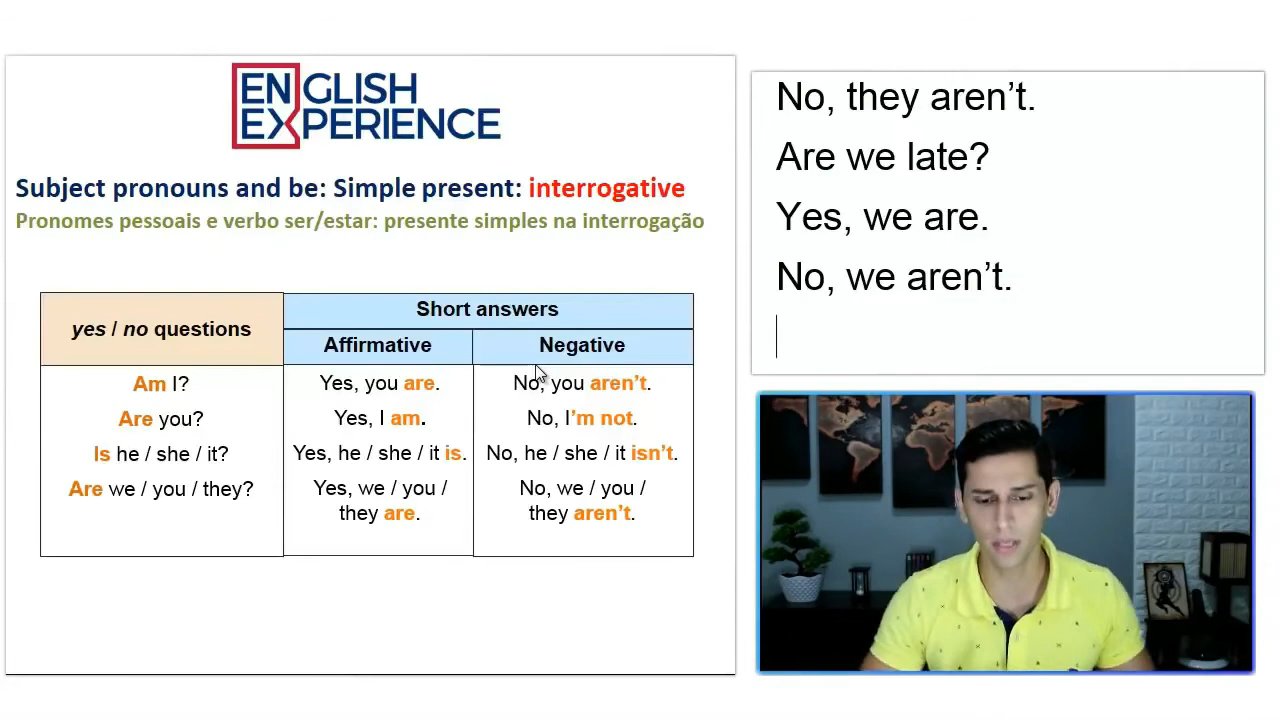 ENGLISH
EXPERIENCE
Subject pronouns and be: Simple present: interrogative
Pronomes pessoais e verbo ser/estar: presente simples na interrogação
yes / no questions
Short answers
Affirmative
Negative
Am I?
Yes, you are.
No, you aren’t.
Are you?
Yes, I am.
No, I’m not.
Is he / she / it?
Yes, he / she / it is.
No, he / she / it isn’t.
Are we / you / they?
Yes, we / you /
they are.
No, we / you /
they aren’t.
No, they aren’t.
Are we late?
Yes, we are.
No, we aren’t.